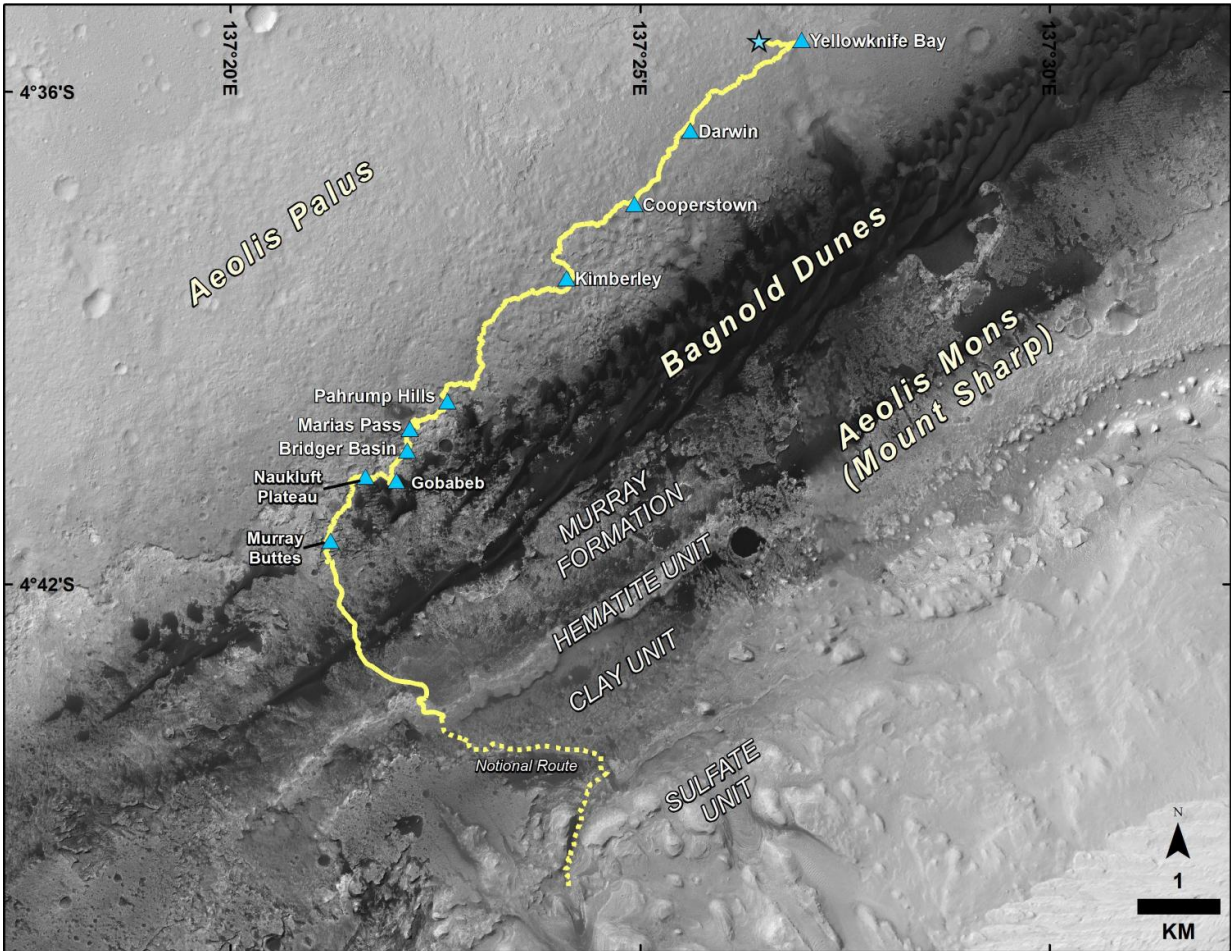 137°20'E
137°25'E
137°30'E
4°36'S
Yellowknife Bay
Darwin
Aeolis Palus
Cooperstown
Bagnold Dunes
Kimberley
Aeolis Mons
(Mount Sharp)
Pahrump Hills
Marias Pass
Bridger Basin
Naukluft
Plateau
Gobabeb
MURRAY
FORMATION
Murray
Buttes
4°42'S
HEMATITE UNIT
CLAY UNIT
Notional Route
SULFATE
UNIT
N
1
KM